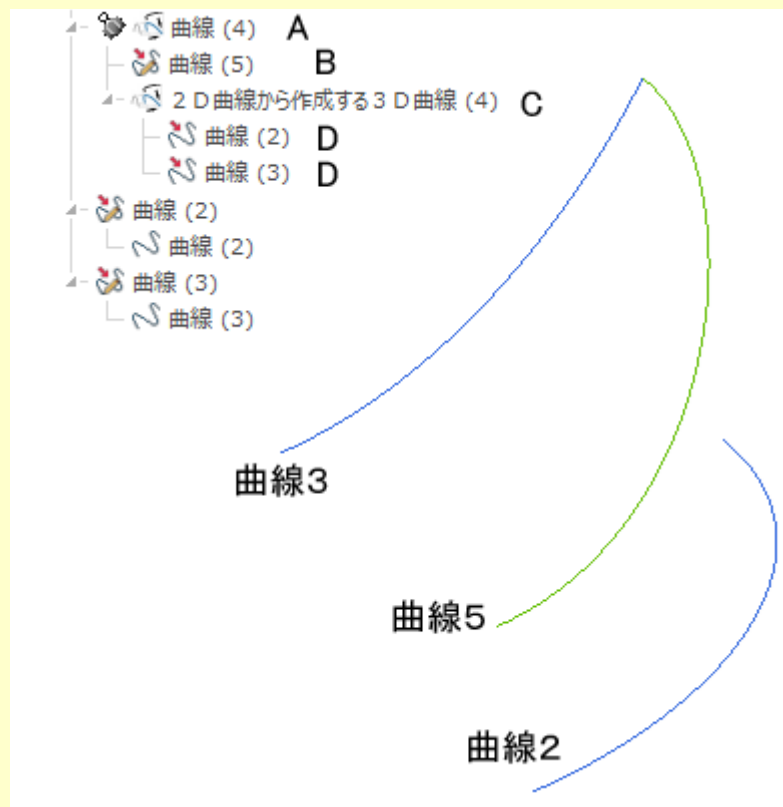 曲線 (4) A
曲線 (5) B
２Ｄ曲線から作成する３Ｄ曲線 (4) C
曲線 (2) D
曲線 (3) D
曲線 (2)
曲線 (2)
曲線 (3)
曲線 (3)
曲線３
曲線５
曲線２